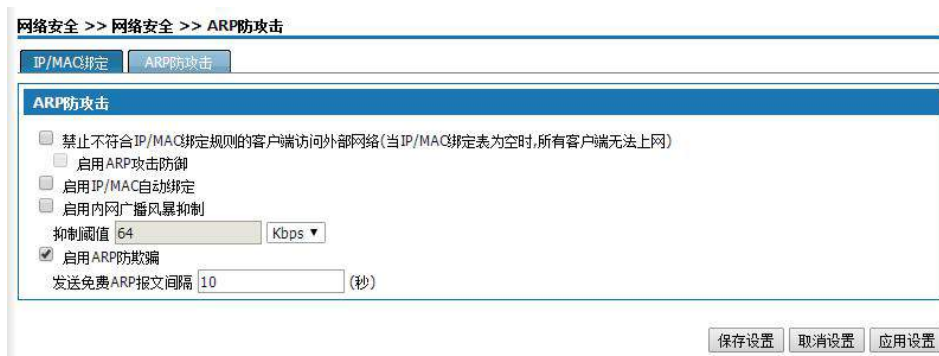 网络安全 >> 网络安全 >> ARP防攻击
IP/MAC绑定 ARP防攻击
ARP防攻击
禁止不符合IP/MAC绑定规则的客户端访问外部网络(当IP/MAC绑定表为空时,所有客户端无法上网)
启用ARP攻击防御
启用IP/MAC自动绑定
启用内网广播风暴抑制
抑制阈值 64 Kbps ▼
启用ARP防欺骗
发送免费ARP报文间隔 10 (秒)
保存设置 取消设置 应用设置